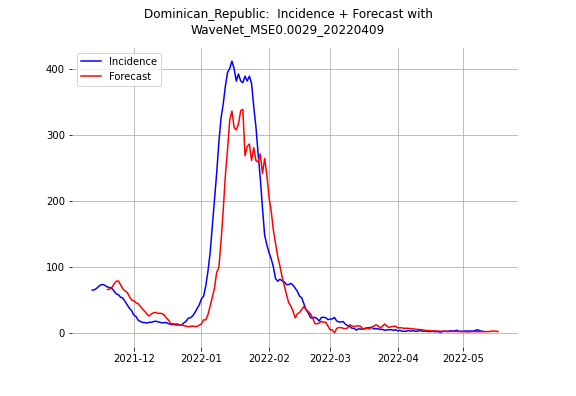 Dominican_Republic:  Incidence + Forecast with
WaveNet_MSE0.0029_20220409
Incidence
Forecast
400
300
200
100
0
2021-12
2022-01
2022-02
2022-03
2022-04
2022-05